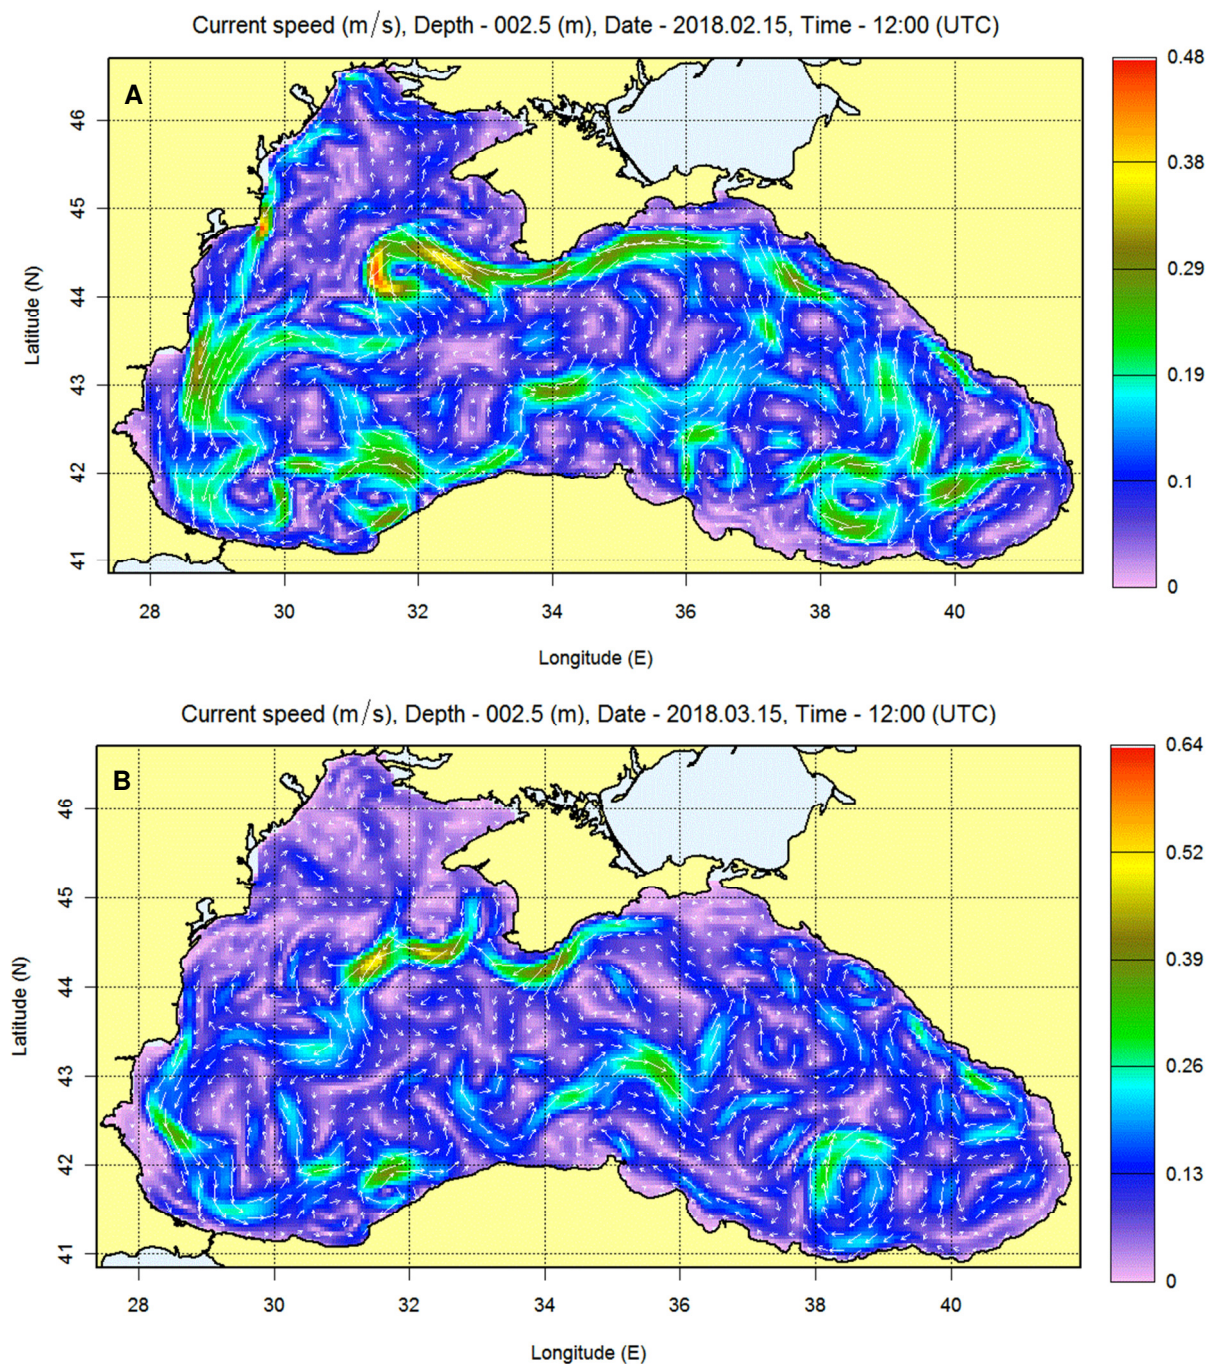 Current speed (m/s), Depth - 002.5 (m), Date - 2018.02.15, Time - 12:00 (UTC)
A
0.48
0.38
0.29
0.19
0.1
0
46
45
44
43
42
41
Latitude (N)
28 30 32 34 36 38 40
Longitude (E)
Current speed (m/s), Depth - 002.5 (m), Date - 2018.03.15, Time - 12:00 (UTC)
B
0.64
0.52
0.39
0.26
0.13
0
46
45
44
43
42
41
Latitude (N)
28 30 32 34 36 38 40
Longitude (E)